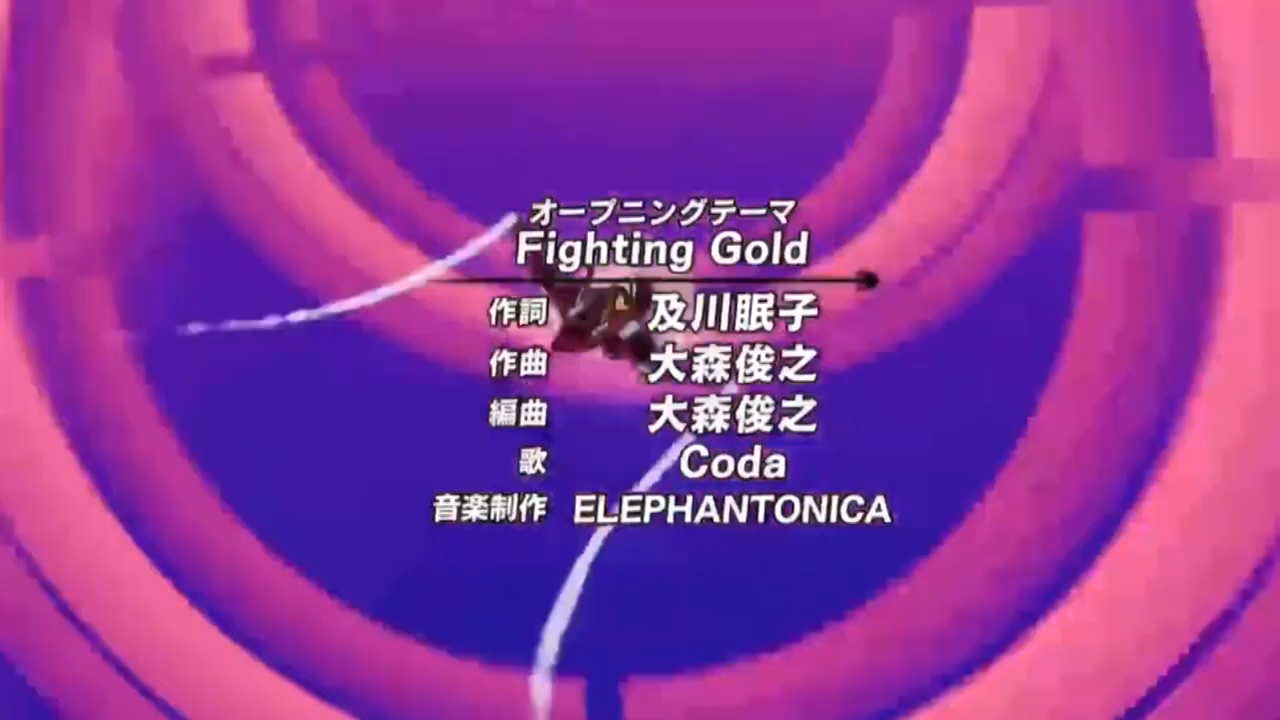 オープニングテーマ
Fighting Gold
作詞 及川眠子
作曲 大森俊之
編曲 大森俊之
歌 Coda
音楽制作 ELEPHANTONICA